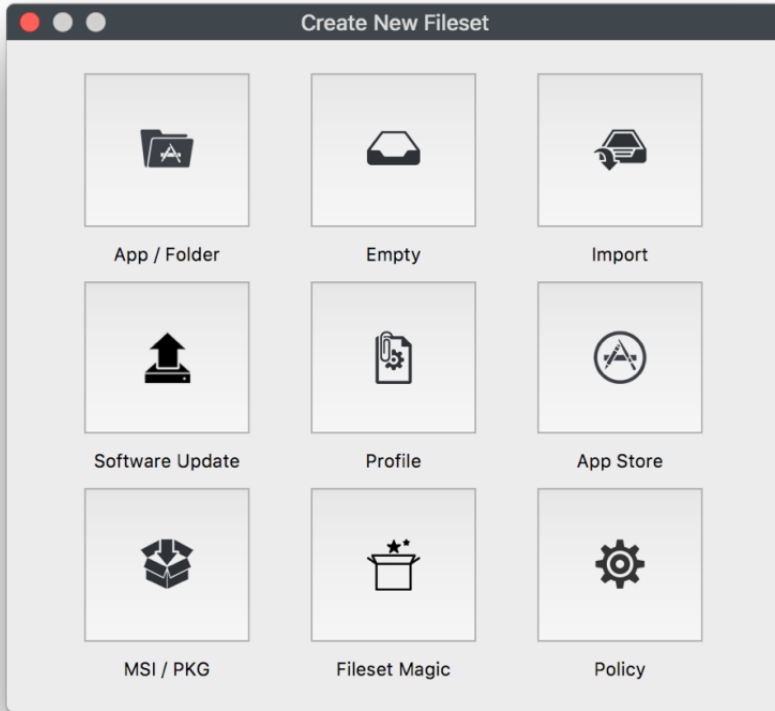 Create New Fileset
App / Folder
Empty
Import
Software Update
Profile
App Store
MSI / PKG
Fileset Magic
Policy